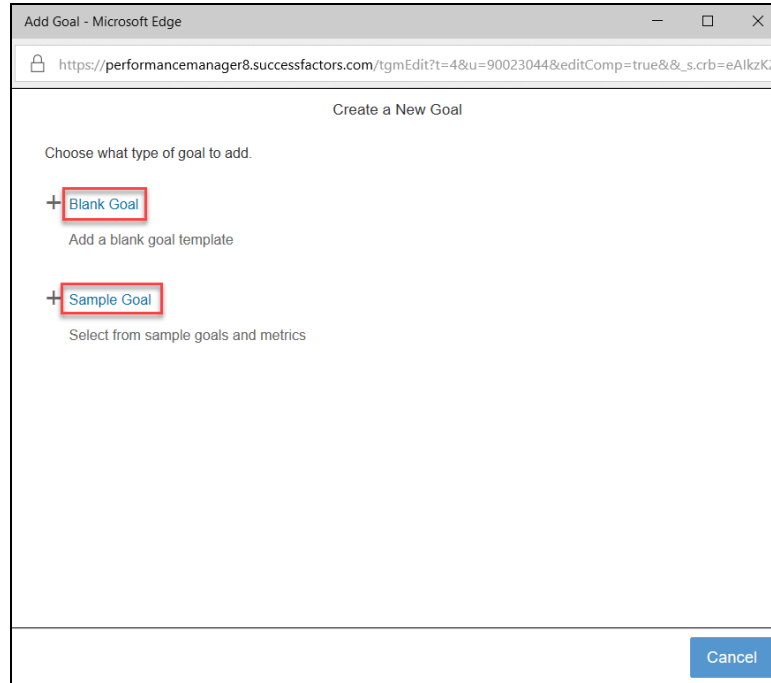 Add Goal - Microsoft Edge
https://performancemanager8.successfactors.com/tgmEdit?t=4&u=90023044&editComp=true&&_s.crb=eAIkzKZ
Create a New Goal
Choose what type of goal to add.
+ Blank Goal
Add a blank goal template
+ Sample Goal
Select from sample goals and metrics
Cancel